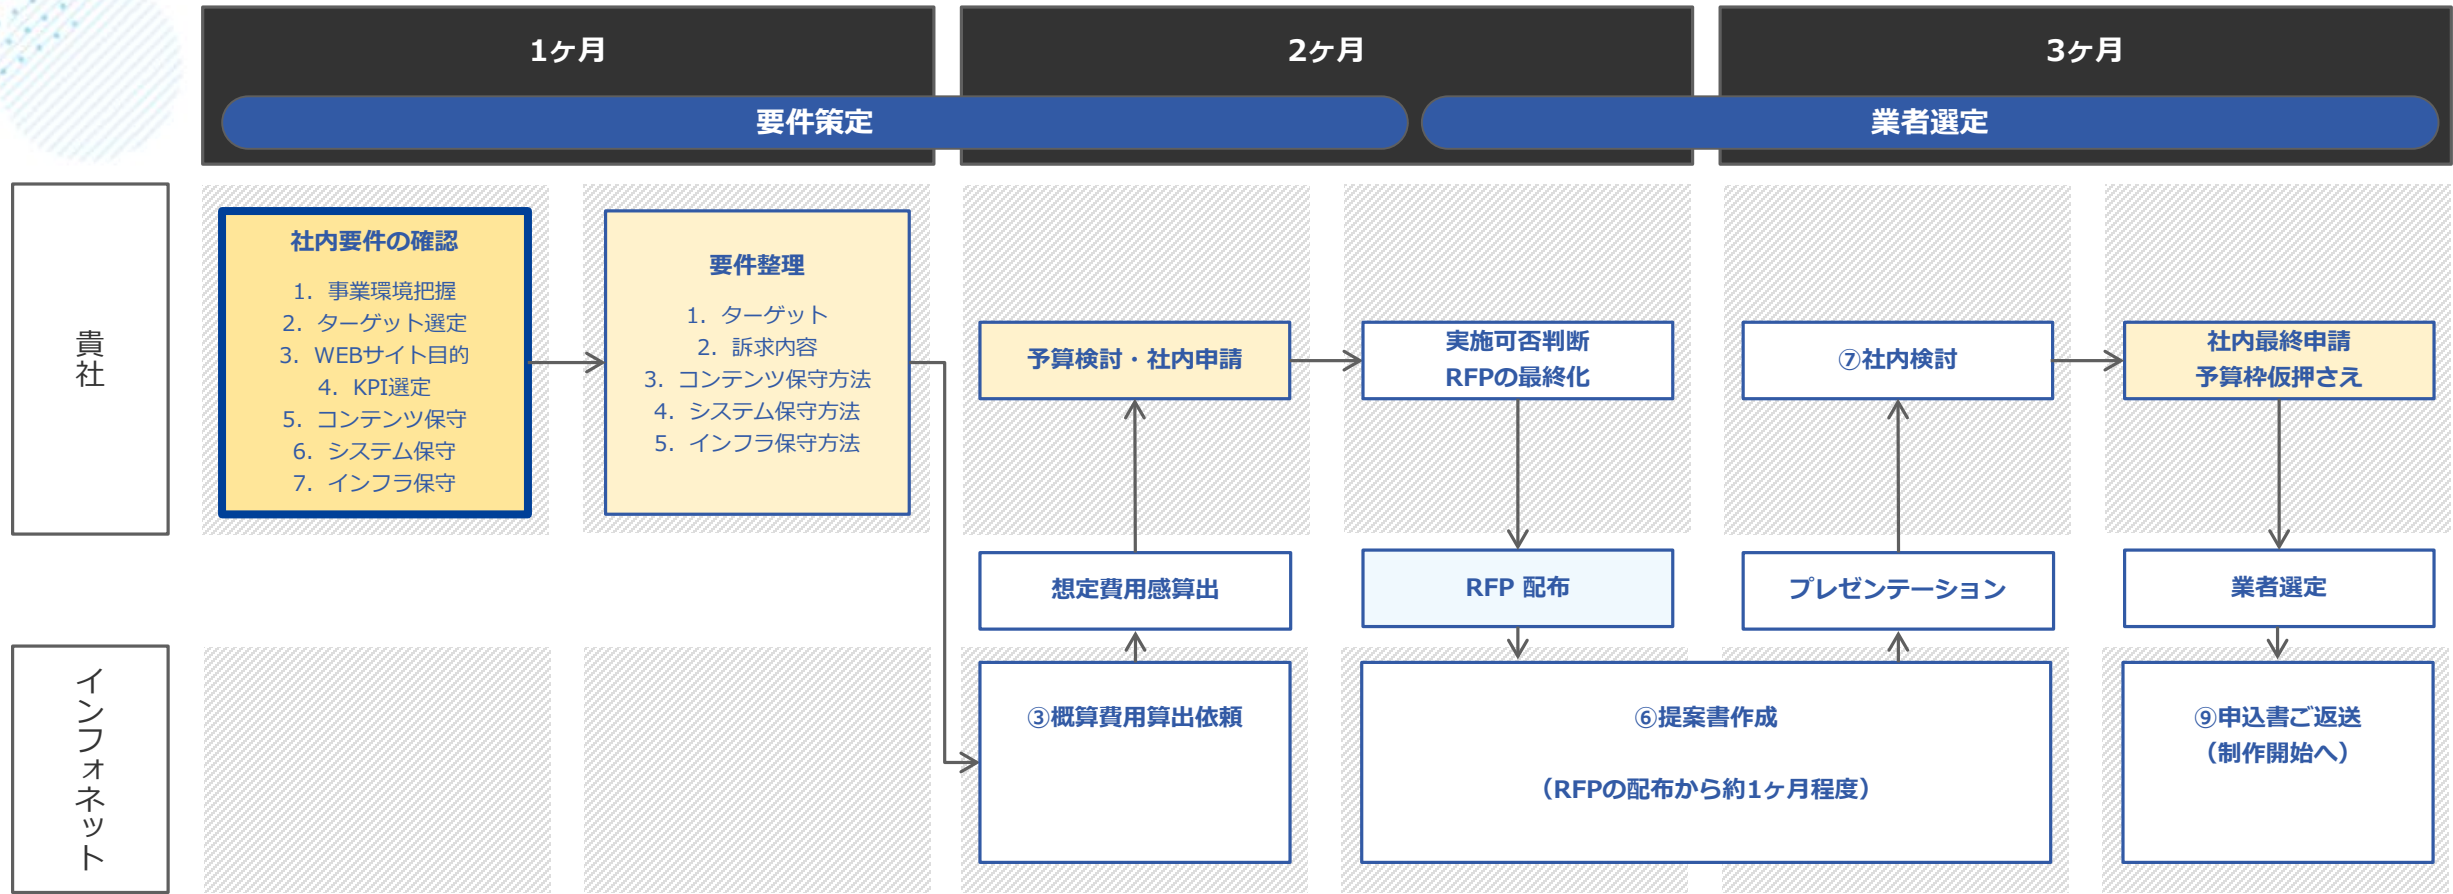 1ヶ月
2ヶ月
3ヶ月
要件策定
業者選定
貴社
社内要件の確認
1. 事業環境把握
2. ターゲット選定
3. WEBサイト目的
4. KPI選定
5. コンテンツ保守
6. システム保守
7. インフラ保守
要件整理
1. ターゲット
2. 訴求内容
3. コンテンツ保守方法
4. システム保守方法
5. インフラ保守方法
予算検討・社内申請
実施可否判断
RFPの最終化
⑦社内検討
社内最終申請
予算枠仮押さえ
想定費用感算出
RFP 配布
プレゼンテーション
業者選定
インフォネット
③概算費用算出依頼
⑥提案書作成
（RFPの配布から約1ヶ月程度）
⑨申込書ご返送
（制作開始へ）